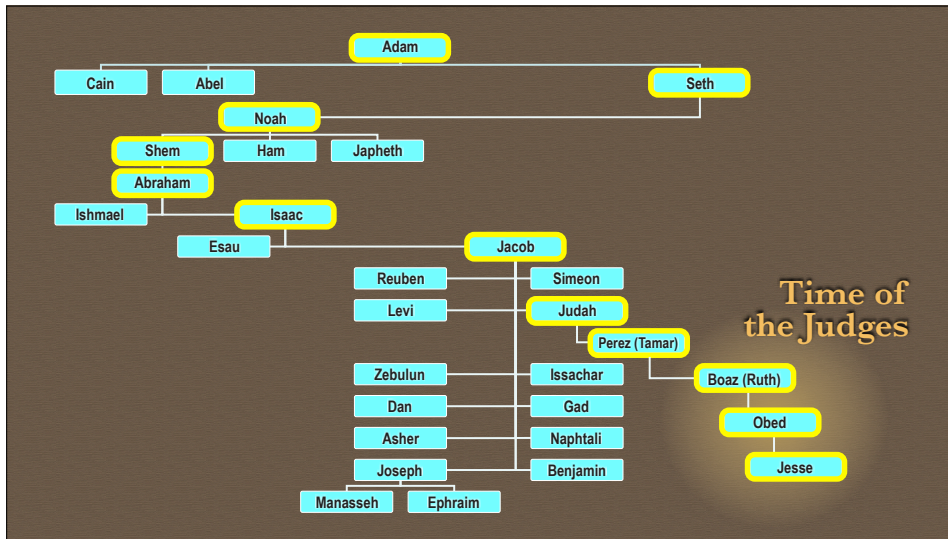 Adam
Cain Abel Seth
Noah
Shem Ham Japheth
Abraham
Ishmael Isaac
Esau Jacob
Reuben Simeon
Levi Judah
Time of
the Judges
Perez (Tamar)
Zebulun Issachar Boaz (Ruth)
Dan Gad
Obed
Asher Naphtali
Joseph Benjamin Jesse
Manasseh Ephraim